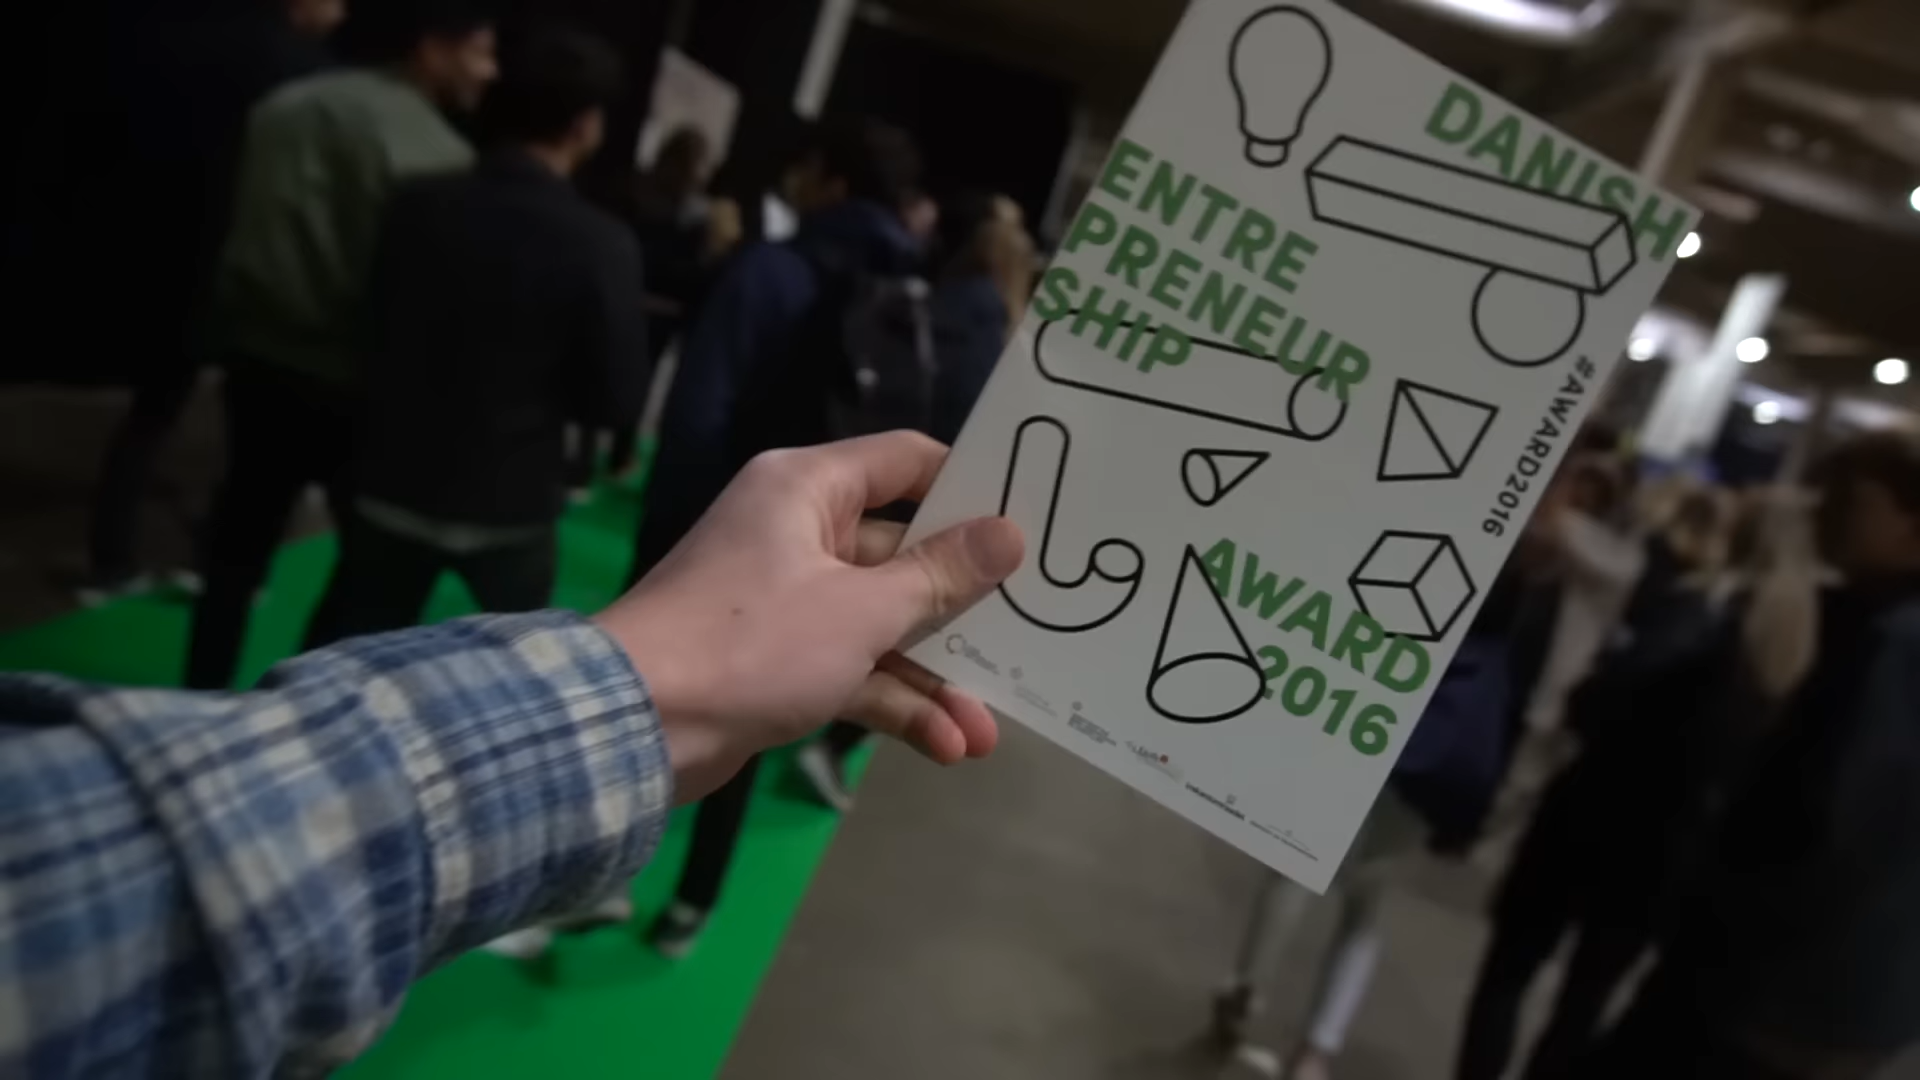 DANISH
ENTRE
PRENEUR
SHIP
#AWARD2016
AWARD
2016